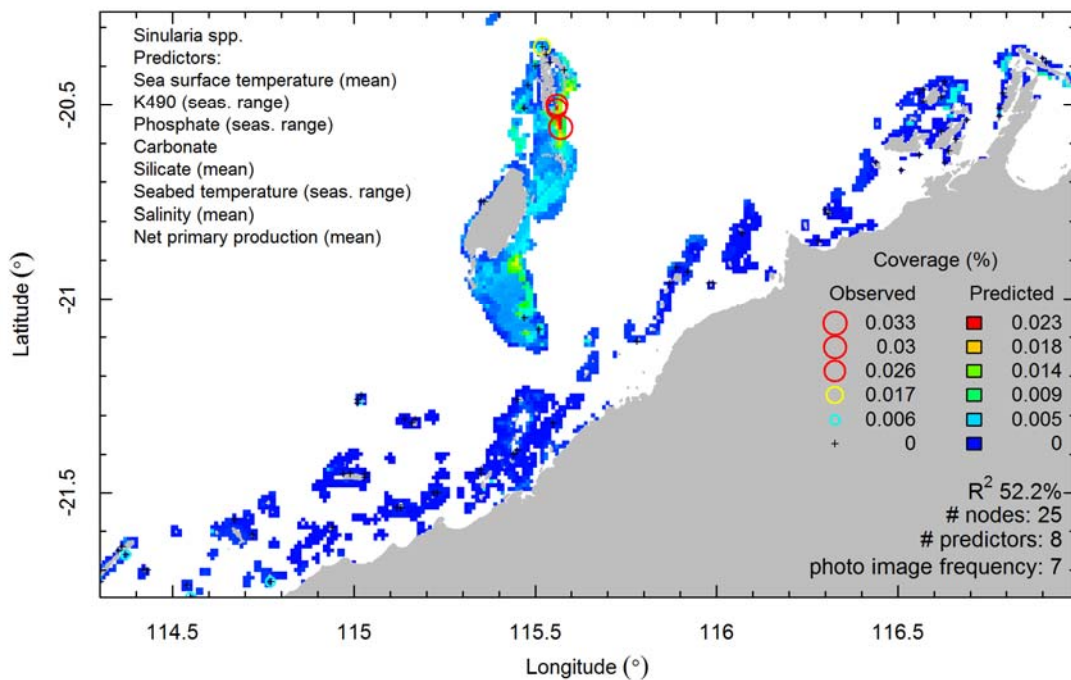 Sinularia spp.
Predictors:
Sea surface temperature (mean)
K490 (seas. range)
Phosphate (seas. range)
Carbonate
Silicate (mean)
Seabed temperature (seas. range)
Salinity (mean)
Net primary production (mean)
-20.5
-21
-21.5
Latitude (°)
Coverage (%)
Observed Predicted
0.033 0.023
0.03 0.018
0.026 0.014
0.017 0.009
0.006 0.005
0 0
R² 52.2%
# nodes: 25
# predictors: 8
photo image frequency: 7
114.5 115 115.5 116 116.5
Longitude (°)